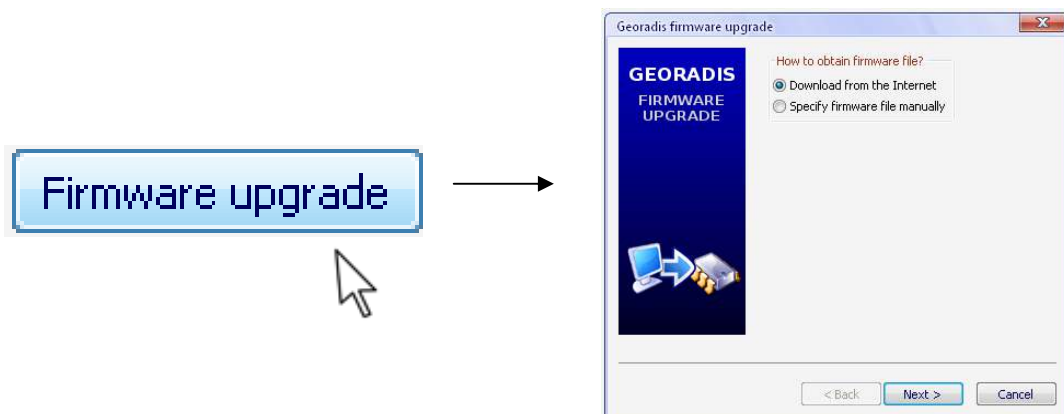 Firmware upgrade
Georadis firmware upgrade
GEORADIS
FIRMWARE
UPGRADE
How to obtain firmware file?
Download from the Internet
Specify firmware file manually
< Back
Next >
Cancel